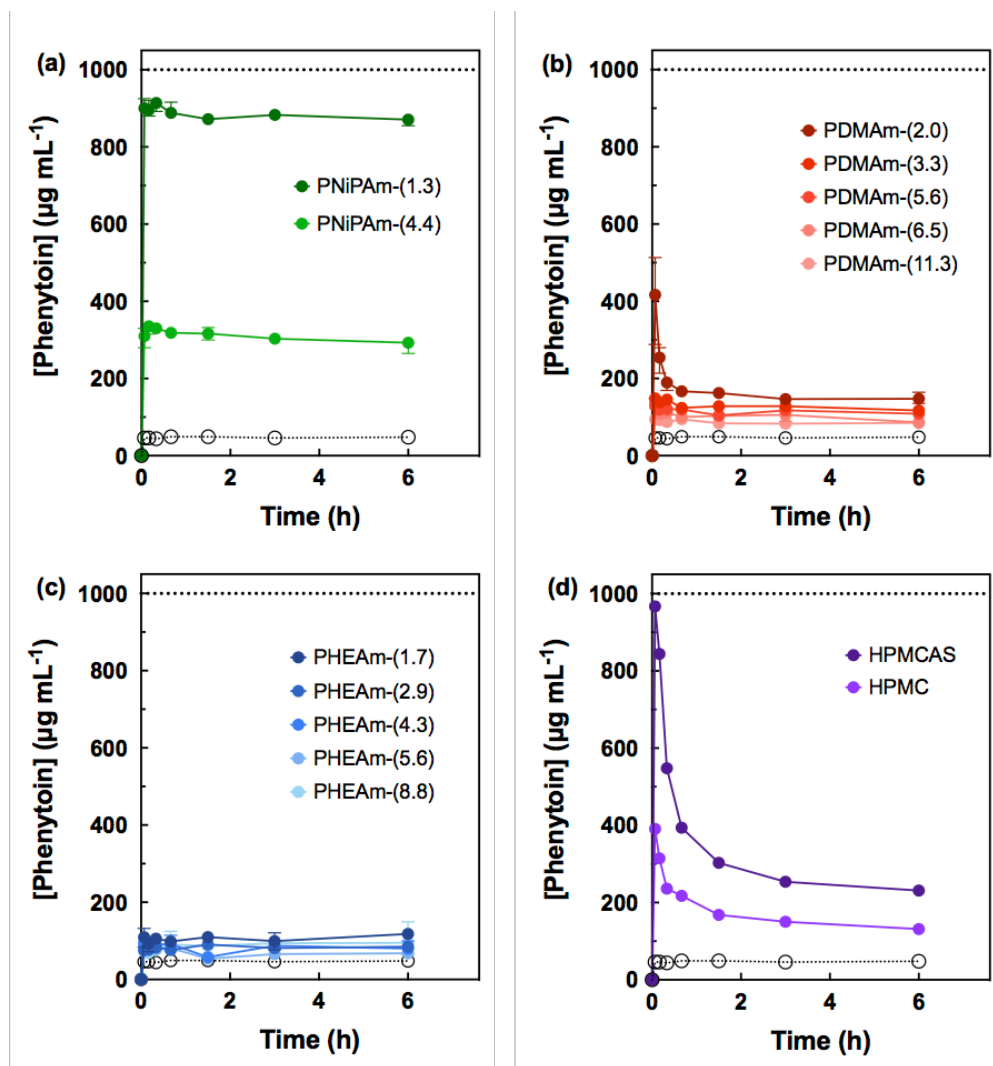 (a)
1000
800
600
400
200
0
[Phenytoin] (µg mL⁻¹)
PNiPAm-(1.3)
PNiPAm-(4.4)
0 2 4 6
Time (h)
(b)
1000
800
600
400
200
0
[Phenytoin] (µg mL⁻¹)
PDMAm-(2.0)
PDMAm-(3.3)
PDMAm-(5.6)
PDMAm-(6.5)
PDMAm-(11.3)
0 2 4 6
Time (h)
(c)
1000
800
600
400
200
0
[Phenytoin] (µg mL⁻¹)
PHEAm-(1.7)
PHEAm-(2.9)
PHEAm-(4.3)
PHEAm-(5.6)
PHEAm-(8.8)
0 2 4 6
Time (h)
(d)
1000
800
600
400
200
0
[Phenytoin] (µg mL⁻¹)
HPMCAS
HPMC
0 2 4 6
Time (h)